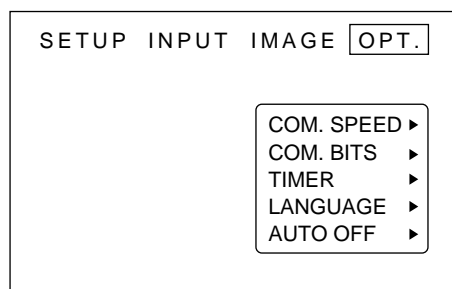 SETUP INPUT IMAGE OPT.
COM. SPEED ▶
COM. BITS ▶
TIMER ▶
LANGUAGE ▶
AUTO OFF ▶